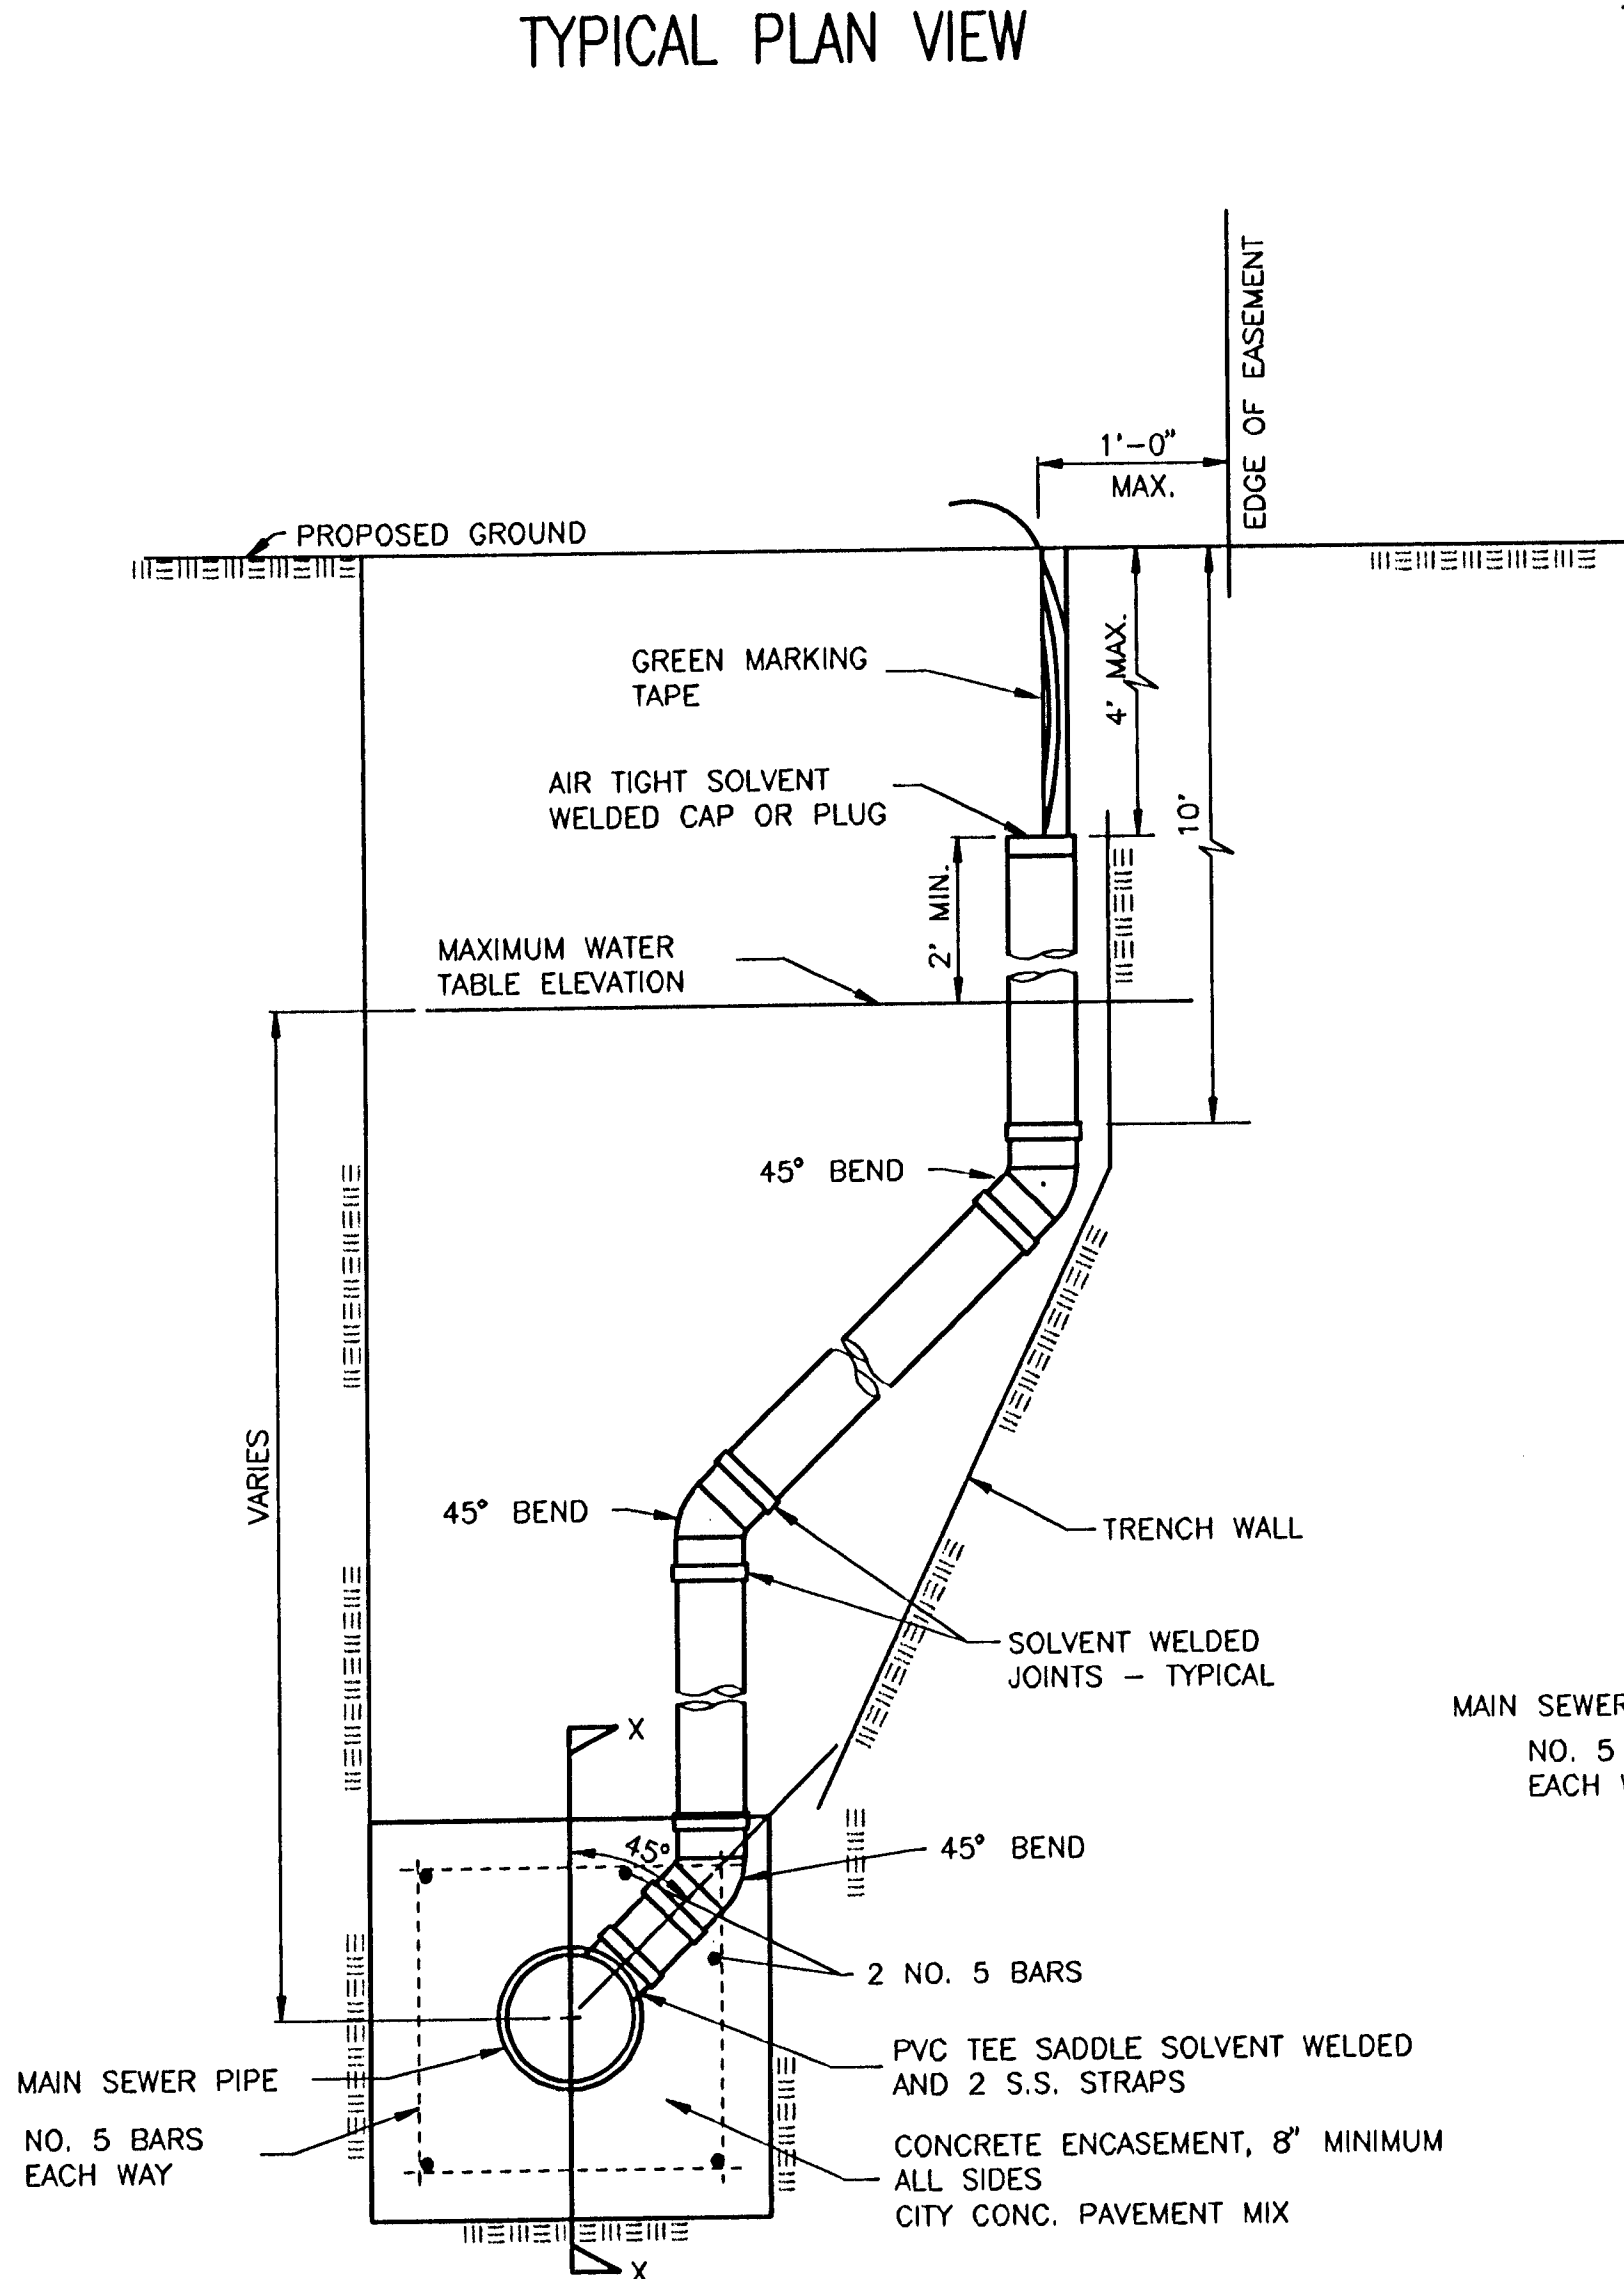 TYPICAL PLAN VIEW
EDGE OF EASEMENT
1'-0"
MAX.
PROPOSED GROUND
GREEN MARKING
TAPE
4' MAX.
AIR TIGHT SOLVENT
WELDED CAP OR PLUG
10'
2' MIN.
MAXIMUM WATER
TABLE ELEVATION
45° BEND
VARIES
45° BEND
TRENCH WALL
SOLVENT WELDED
JOINTS - TYPICAL
MAIN SEWER
NO. 5
EACH
X
45°
45° BEND
2 NO. 5 BARS
PVC TEE SADDLE SOLVENT WELDED
AND 2 S.S. STRAPS
MAIN SEWER PIPE
NO. 5 BARS
EACH WAY
CONCRETE ENCASEMENT, 8" MINIMUM
ALL SIDES
CITY CONC. PAVEMENT MIX
X